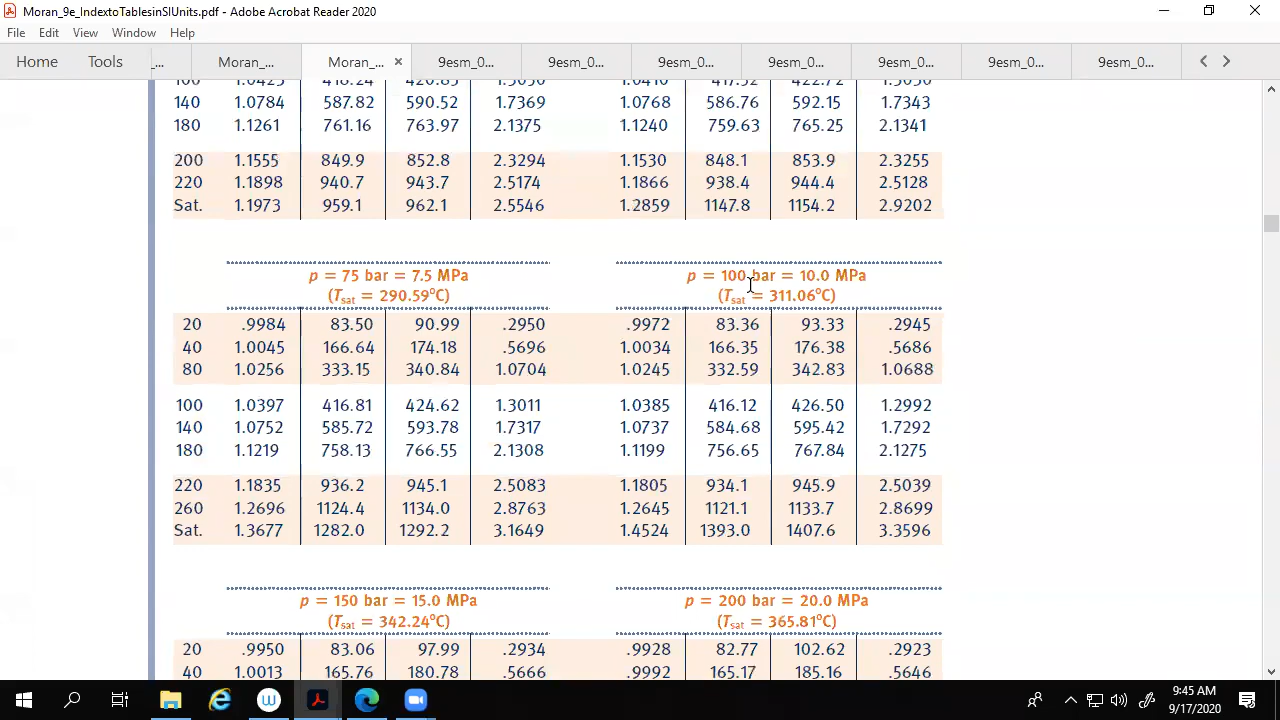 Moran_9e_IndextoTablesinSIUnits.pdf - Adobe Acrobat Reader 2020
File Edit View Window Help
Home Tools _... Moran_... Moran_... × 9esm_0... 9esm_0... 9esm_0... 9esm_0... 9esm_0... 9esm_0... 9esm_0...
140 1.0784 587.82 590.52 1.7369 1.0768 586.76 592.15 1.7343
180 1.1261 761.16 763.97 2.1375 1.1240 759.63 765.25 2.1341
200 1.1555 849.9 852.8 2.3294 1.1530 848.1 853.9 2.3255
220 1.1898 940.7 943.7 2.5174 1.1866 938.4 944.4 2.5128
Sat. 1.1973 959.1 962.1 2.5546 1.2859 1147.8 1154.2 2.9202
p = 75 bar = 7.5 MPa p = 100 bar = 10.0 MPa
(Tsat = 290.59°C) (Tsat = 311.06°C)
20 .9984 83.50 90.99 .2950 .9972 83.36 93.33 .2945
40 1.0045 166.64 174.18 .5696 1.0034 166.35 176.38 .5686
80 1.0256 333.15 340.84 1.0704 1.0245 332.59 342.83 1.0688
100 1.0397 416.81 424.62 1.3011 1.0385 416.12 426.50 1.2992
140 1.0752 585.72 593.78 1.7317 1.0737 584.68 595.42 1.7292
180 1.1219 758.13 766.55 2.1308 1.1199 756.65 767.84 2.1275
220 1.1835 936.2 945.1 2.5083 1.1805 934.1 945.9 2.5039
260 1.2696 1124.4 1134.0 2.8763 1.2645 1121.1 1133.7 2.8699
Sat. 1.3677 1282.0 1292.2 3.1649 1.4524 1393.0 1407.6 3.3596
p = 150 bar = 15.0 MPa p = 200 bar = 20.0 MPa
(Tsat = 342.24°C) (Tsat = 365.81°C)
20 .9950 83.06 97.99 .2934 .9928 82.77 102.62 .2923
40 1.0013 165.76 180.78 .5666 .9992 165.17 185.16 .5646
9:45 AM
9/17/2020